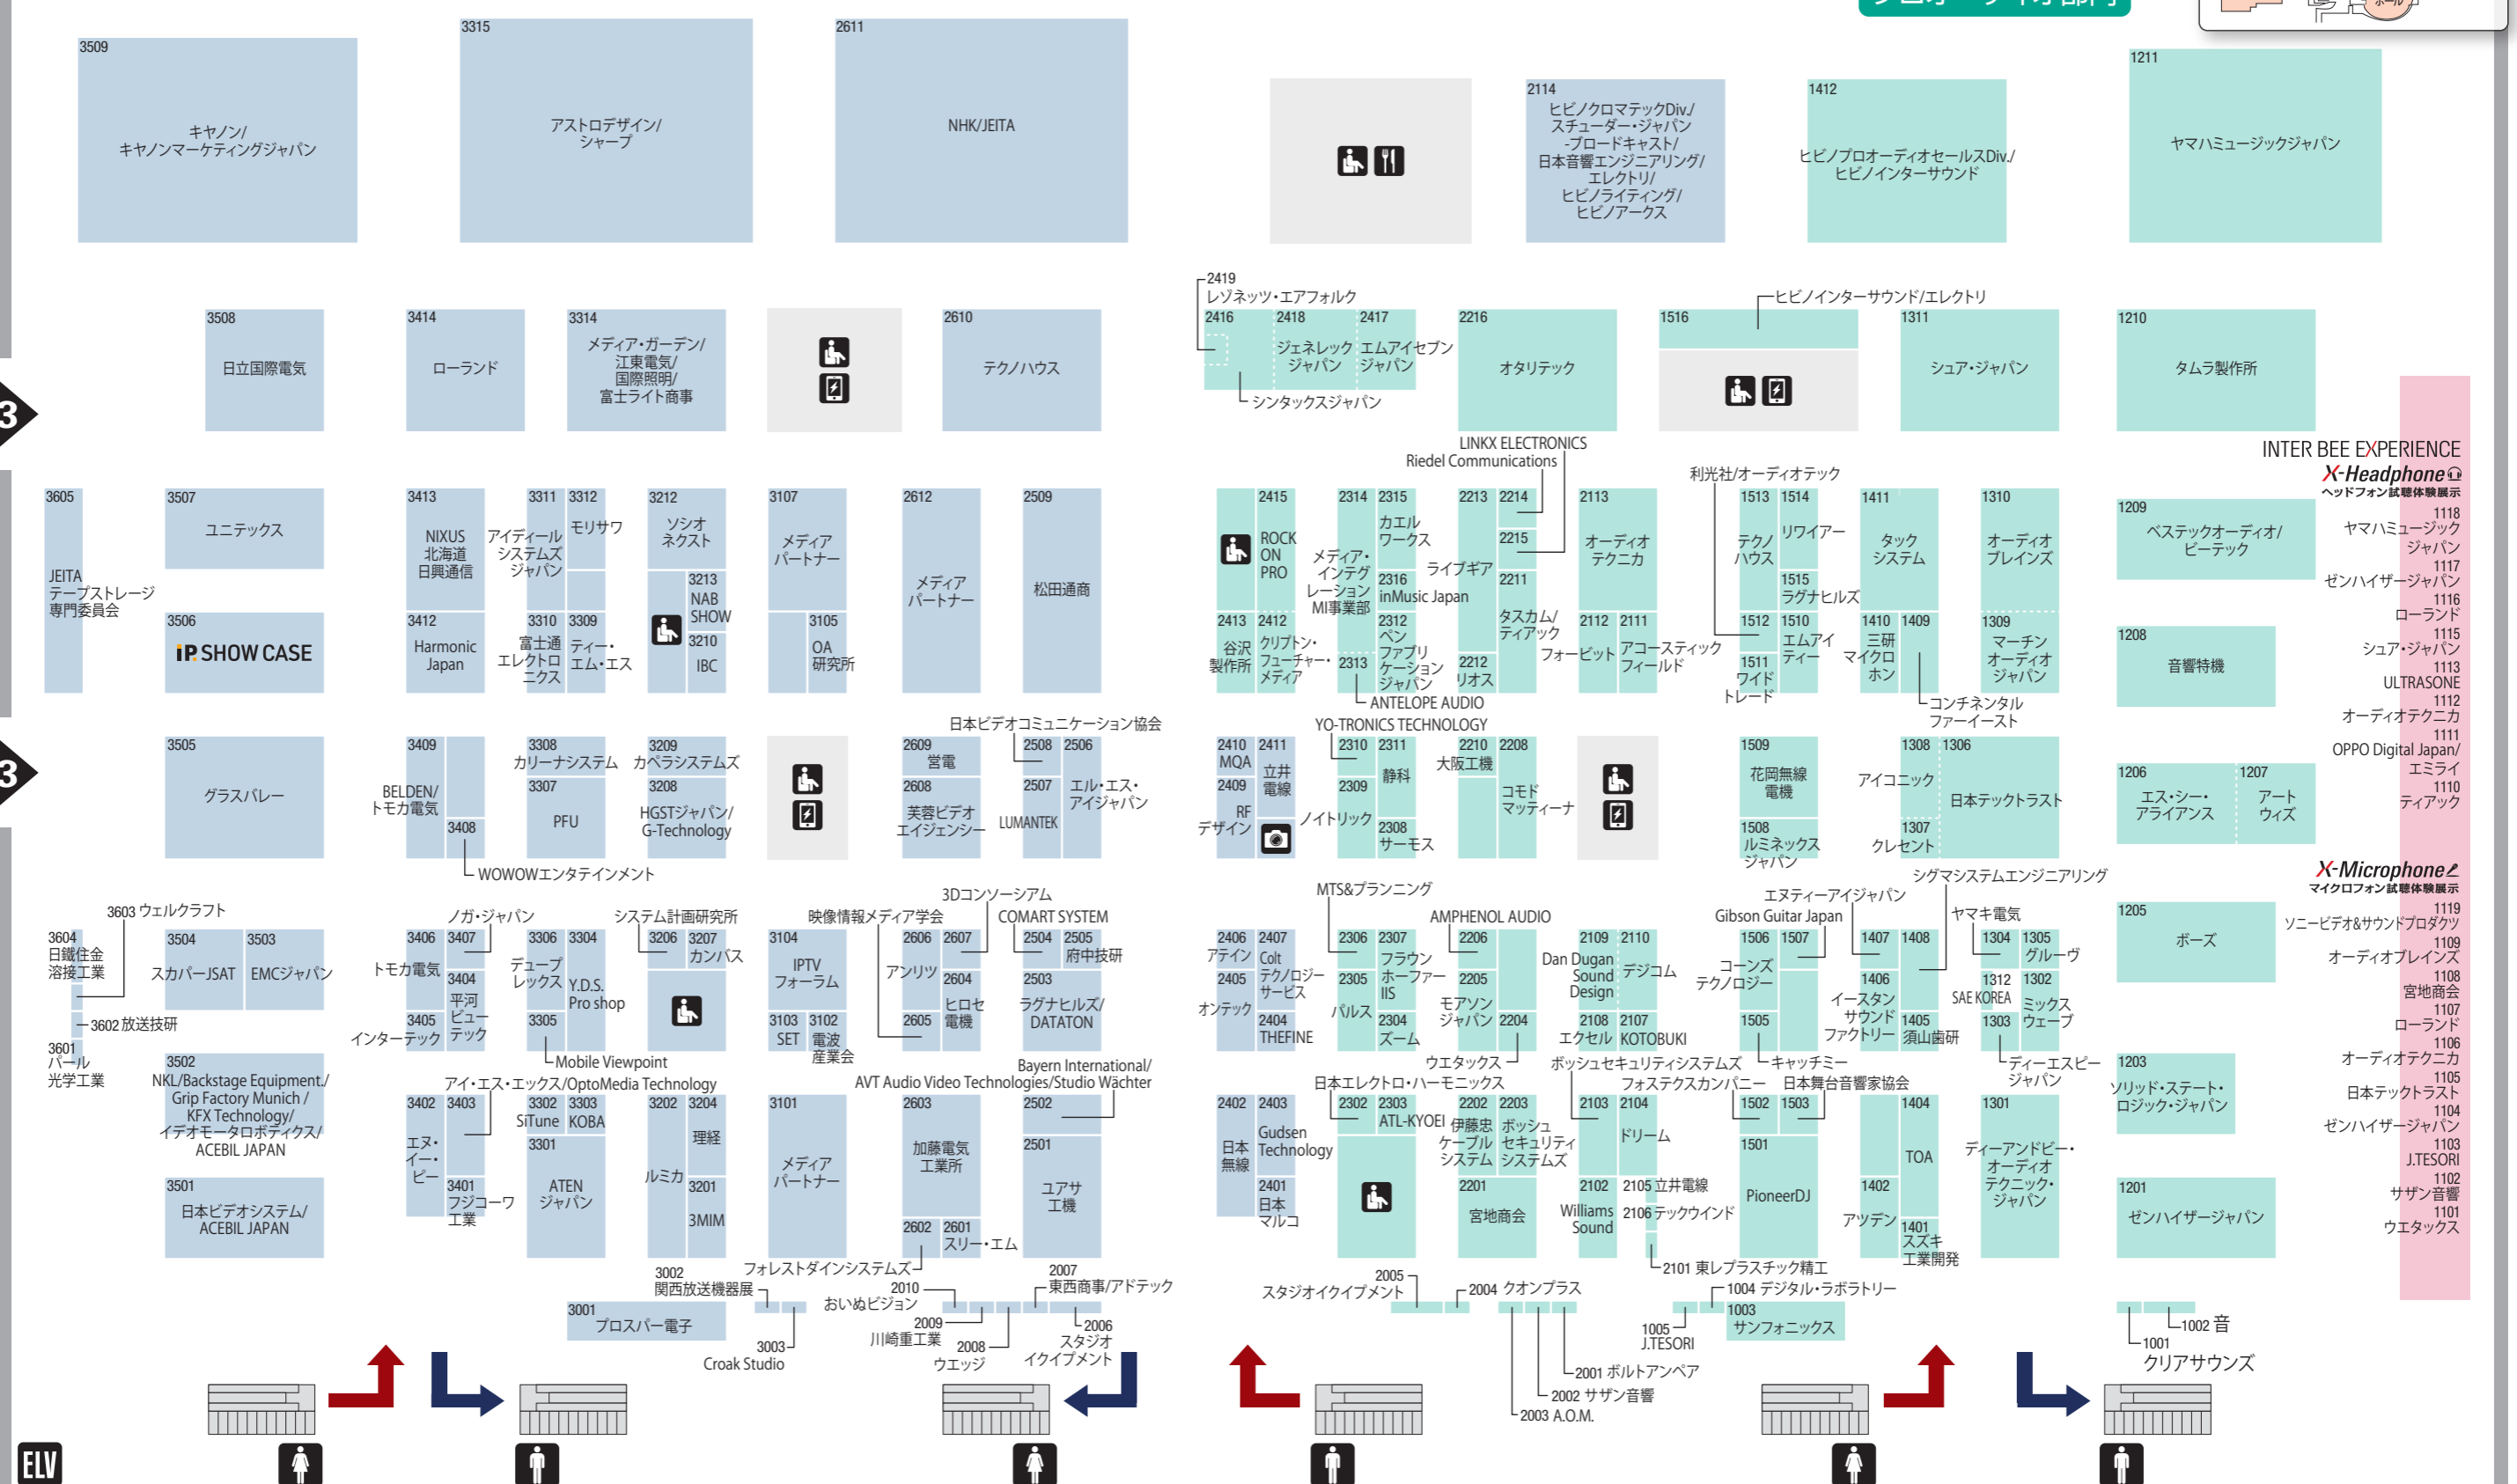 3509
キヤノン/
キヤノンマーケティングジャパン
3315
アストロデザイン/
シャープ
2611
NHK/JEITA
2114
ヒビノクロマテックDiv./
スチューダー・ジャパン
-ブロードキャスト/
日本音響エンジニアリング/
エレクトリ/
ヒビノライティング/
ヒビノアークス
1412
ヒビノプロオーディオセールスDiv./
ヒビノインターサウンド
1211
ヤマハミュージックジャパン
ホール
3508
日立国際電気
3414
ローランド
3314
メディア・ガーデン/
江東電気/
国際照明/
富士ライト商事
2610
テクノハウス
2419
レゾネッツ・エアフォルク
2416
シンタックスジャパン
2418
ジェネレック
ジャパン
2417
エムアイセブン
ジャパン
2216
オタリテック
1516
ヒビノインターサウンド/エレクトリ
1311
シュア・ジャパン
1210
タムラ製作所
3
3605
JEITA
テープストレージ
専門委員会
3507
ユニテックス
3506
IP. SHOW CASE
3413
NIXUS
北海道
日興通信
3412
Harmonic
Japan
3311
アイディール
システムズ
ジャパン
3312
モリサワ
3310
富士通
エレクトロ
ニクス
3309
ティー・
エム・エス
3212
ソシオ
ネクスト
3213
NAB
SHOW
3210
IBC
3107
メディア
パートナー
3105
OA
研究所
2612
メディア
パートナー
2509
松田通商
2415
ROCK
ON
PRO
2413
谷沢
製作所
2412
クリプトン・
フューチャー・
メディア
2314
メディア・
インテグ
レーション
MI事業部
2315
カエル
ワークス
2316
inMusic Japan
2312
ペン
ファブリ
ケーション
ジャパン
2313
ANTELOPE AUDIO
2213
ライブギア
2214
Riedel Communications
2215
LINKX ELECTRONICS
2211
タスカム/
ティアック
2212
リオス
2113
オーディオ
テクニカ
2112
フォービット
2111
アコースティック
フィールド
利光社/オーディオテック
1513
テクノ
ハウス
1514
リワイアー
1515
ラグナヒルズ
1512
1510
エムアイ
ティー
1511
ワイド
トレード
1411
タック
システム
1410
三研
マイクロ
ホン
1409
コンチネンタル
ファーイースト
1310
オーディオ
ブレインズ
1309
マーチン
オーディオ
ジャパン
1209
ベステックオーディオ/
ビーテック
1208
音響特機
INTER BEE EXPERIENCE
X-Headphone
ヘッドフォン試聴体験展示
1118
ヤマハミュージック
ジャパン
1117
ゼンハイザージャパン
1116
ローランド
1115
シュア・ジャパン
1113
ULTRASONE
1112
オーディオテクニカ
1111
OPPO Digital Japan/
エミライ
1110
ティアック
3
3505
グラスバレー
3409
BELDEN/
トモカ電気
3408
WOWOWエンタテインメント
3308
カリーナシステム
3307
PFU
3209
カペラシステムズ
3208
HGSTジャパン/
G-Technology
2609
営電
2608
芙蓉ビデオ
エイジェンシー
日本ビデオコミュニケーション協会
2508
2507
LUMANTEK
2506
エル・エス・
アイジャパン
2410
MQA
2411
立井
電線
2409
RF
デザイン
YO-TRONICS TECHNOLOGY
2310
2311
静科
2309
ノイトリック
2308
サーモス
2210
大阪工機
2208
コモド
マッティーナ
1509
花岡無線
電機
1508
ルミネックス
ジャパン
1308
アイコニック
1306
日本テックトラスト
1307
クレセント
1206
エス・シー・
アライアンス
1207
アート
ウィズ
3603 ウェルクラフト
3604
日鐵住金
溶接工業
3602 放送技研
3601
パール
光学工業
3504
スカパーJSAT
3503
EMCジャパン
3502
NKL/Backstage Equipment./
Grip Factory Munich /
KFX Technology/
イデオモータロボティクス/
ACEBIL JAPAN
3501
日本ビデオシステム/
ACEBIL JAPAN
ノガ・ジャパン
3406
トモカ電気
3407
3404
平河
ビュー
テック
3405
インターテック
3306
デューブ
レックス
3304
Y.D.S.
Pro shop
3305
Mobile Viewpoint
システム計画研究所
3206
3207
カンバス
3104
IPTV
フォーラム
3103
SET
3102
電波
産業会
映像情報メディア学会
3Dコンソーシアム
2606
アンリツ
2607
2604
ヒロセ
電機
2605
COMART SYSTEM
2504
2505
府中技研
2503
ラグナヒルズ/
DATATON
2406
アテイン
2407
Colt
テクノロジー
サービス
2405
オンテック
2404
THEFINE
MTS&プランニング
2306
2307
フラウン
ホーファー
IIS
2305
パルス
2304
ズーム
AMPHENOL AUDIO
2206
2205
モアソン
ジャパン
2204
ウエタックス
2109
Dan Dugan
Sound
Design
2110
デジコム
2108
エクセル
2107
KOTOBUKI
Gibson Guitar Japan
1506
コーンズ
テクノロジー
1507
1505
キャッチミー
エヌティーアイジャパン
シグマシステムエンジニアリング
1407
1408
1406
イースタン
サウンド
ファクトリー
1405
須山歯研
ヤマキ電気
1304
1305
グルーヴ
1312
SAE KOREA
1302
ミックス
ウェーブ
1303
ディーエスピー
ジャパン
1205
ボーズ
1203
ソリッド・ステート・
ロジック・ジャパン
X-Microphone
マイクロフォン試聴体験展示
1119
ソニービデオ&サウンドプロダクツ
1109
オーディオブレインズ
1108
宮地商会
1107
ローランド
1106
オーディオテクニカ
1105
日本テックトラスト
1104
ゼンハイザージャパン
1103
J.TESORI
1102
サザン音響
1101
ウエタックス
アイ・エス・エックス/OptoMedia Technology
3402
エヌ・
イー・
ピー
3403
3401
フジコーワ
工業
3302
SiTune
3303
KOBA
3301
ATEN
ジャパン
3202
ルミカ
3204
理経
3201
3MIM
3101
メディア
パートナー
2603
加藤電気
工業所
2602
フォレストダインシステムズ
2601
スリー・エム
Bayern International/
AVT Audio Video Technologies/Studio Wächter
2502
2501
ユアサ
工機
2402
日本
無線
2403
Gudsen
Technology
2401
日本
マルコ
日本エレクトロ・ハーモニックス
2302
2303
ATL-KYOEI
2202
伊藤忠
ケーブル
システム
2203
ボッシュ
セキュリティ
システムズ
2201
宮地商会
ボッシュセキュリティシステムズ
2103
2104
ドリーム
2102
Williams
Sound
2105 立井電線
2106 テックウインド
2101 東レプラスチック精工
フォステクスカンパニー
日本舞台音響家協会
1502
1503
1501
PioneerDJ
1404
TOA
1402
アツデン
1401
スズキ
工業開発
1301
ディーアンドビー・
オーディオ
テクニック・
ジャパン
1201
ゼンハイザージャパン
3002
関西放送機器展
3001
プロスパー電子
3003
Croak Studio
2010
おいぬビジョン
2009
川崎重工業
2008
ウエッジ
2007
東西商事/アドテック
2006
スタジオ
イクイプメント
2005
スタジオイクイプメント
2004 クオンプラス
2001 ボルトアンペア
2002 サザン音響
2003 A.O.M.
1005
J.TESORI
1004 デジタル・ラボラトリー
1003
サンフォニックス
1002 音
1001
クリアサウンズ
ELV